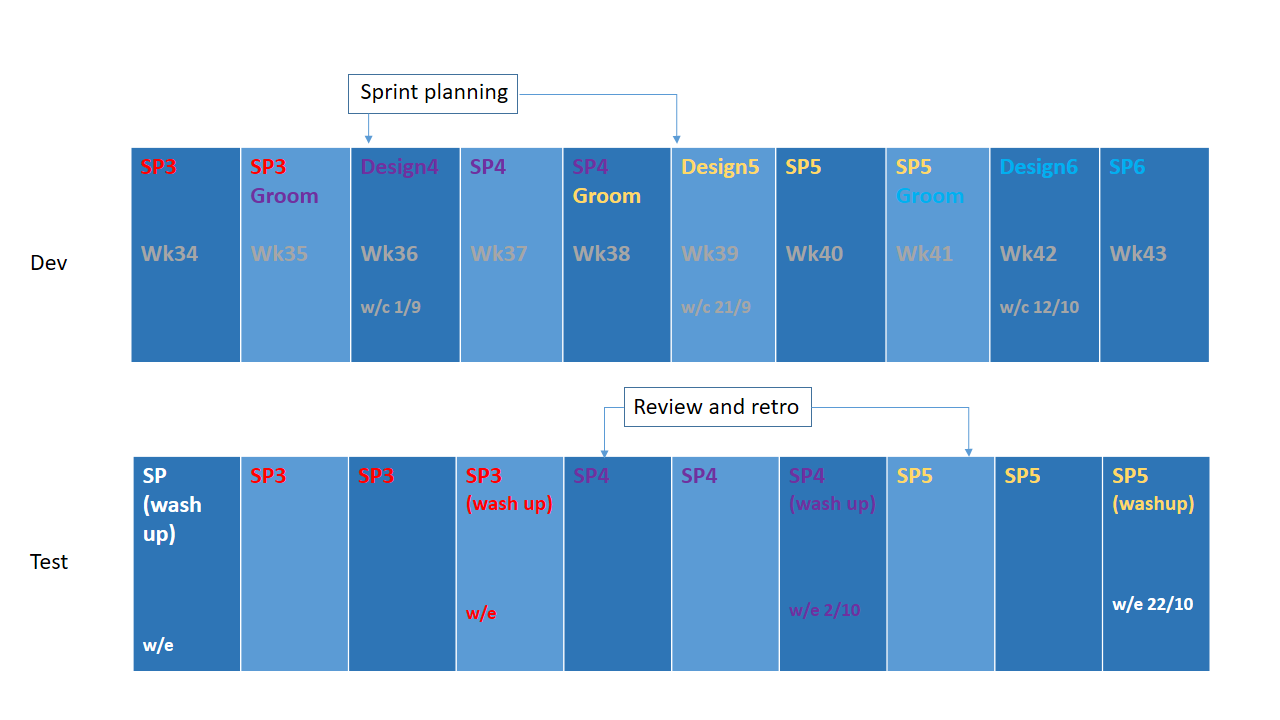 Sprint planning
SP3
SP3
Groom
Design4
SP4
SP4
Groom
Design5
SP5
SP5
Groom
Design6
SP6
Wk34
Wk35
Wk36
Wk37
Wk38
Wk39
Wk40
Wk41
Wk42
Wk43
Dev
w/c 1/9
w/c 21/9
w/c 12/10
Review and retro
SP
(wash
up)
SP3
SP3
SP3
(wash up)
SP4
SP4
SP4
(wash up)
SP5
SP5
SP5
(washup)
Test
w/e
w/e
w/e 2/10
w/e 22/10